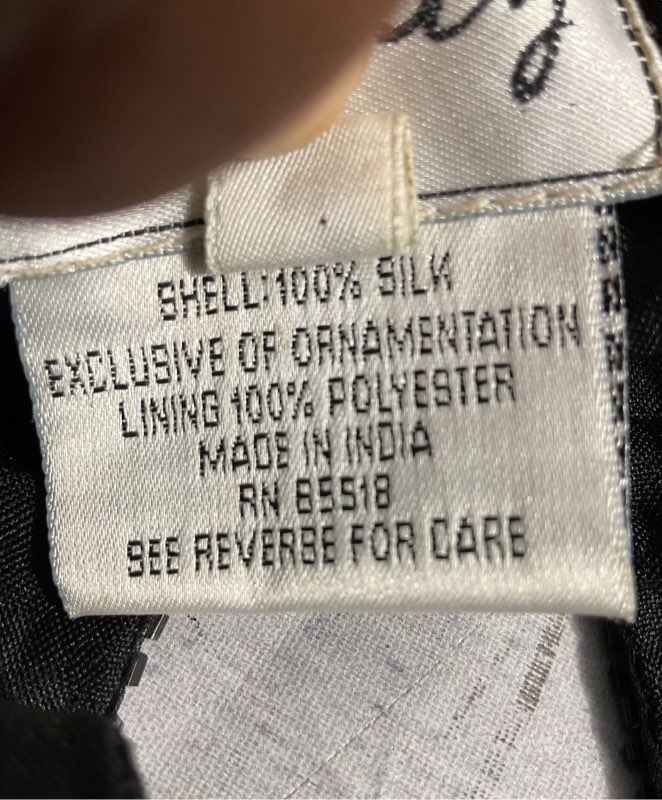 SHELL:100% SILK
EXCLUSIVE OF ORNAMENTATION
LINING 100% POLYESTER
MADE IN INDIA
RN 85518
SEE REVERSE FOR CARE